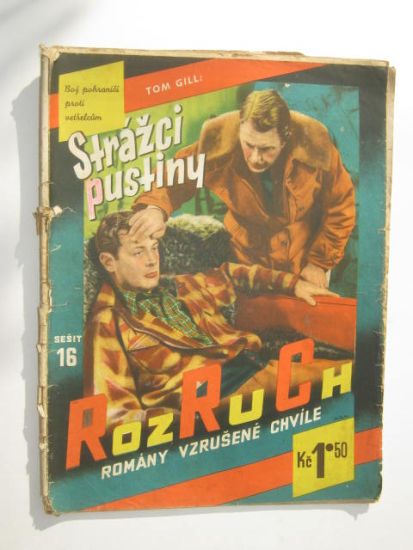 Boj pohraničí
proti
vetřelcům
TOM GILL:
Strážci
pustiny
SEŠIT
16
RozRuCh
ROMÁNY VZRUŠENÉ CHVÍLE
Kč 1.50